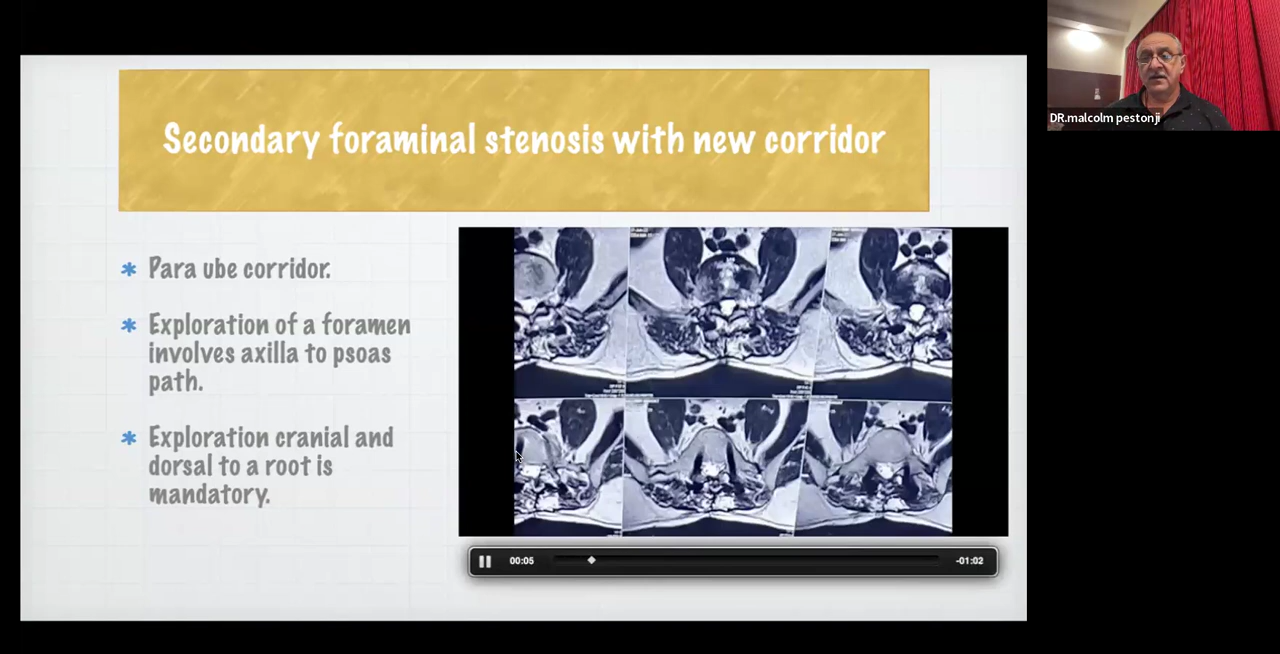 Secondary foraminal stenosis with new corridor
DR.malcolm pestonji
* Para ube corridor.
* Exploration of a foramen
involves axilla to psoas
path.
* Exploration cranial and
dorsal to a root is
mandatory.
00:05
-01:02